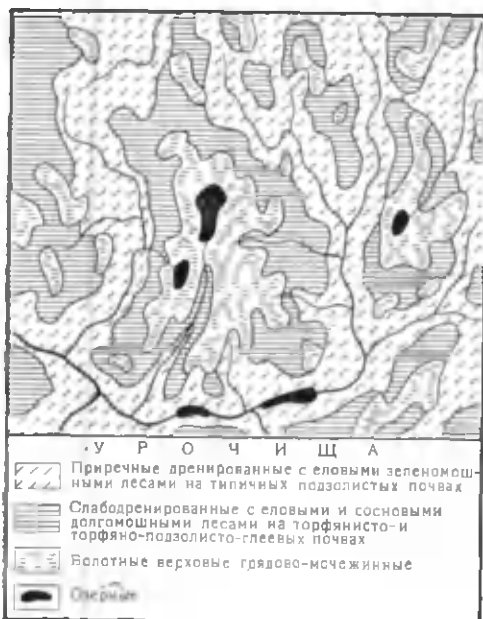 УРОЧИЩА
Приречные дренированные с еловыми зеленомош-
ными лесами на типичных подзолистых почвах
Слабодренированные с еловыми и сосновыми
долгомошными лесами на торфянисто-и
торфяно-подзолисто-глеевых почвах
Болотные верховые грядово-мочежинные
Озерные